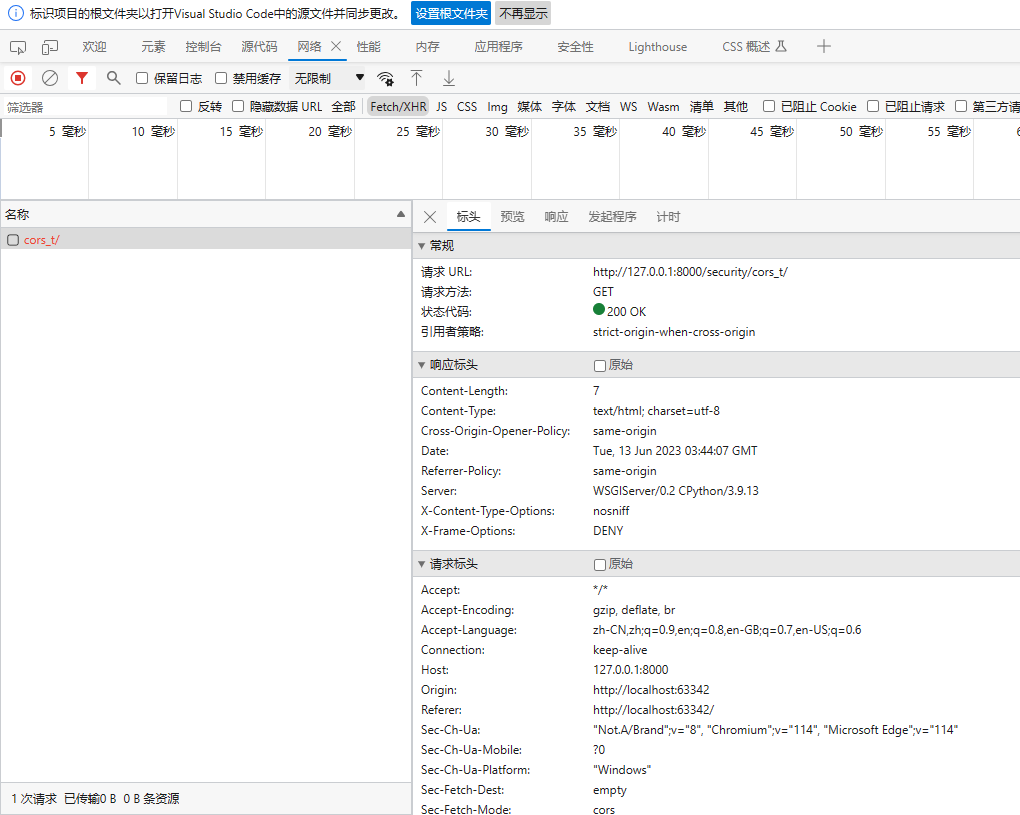 标识项目的根文件夹以打开Visual Studio Code中的源文件并同步更改。 设置根文件夹 不再显示
欢迎 元素 控制台 源代码 网络 性能 内存 应用程序 安全性 Lighthouse CSS 概述
保留日志 禁用缓存 无限制
筛选器 反转 隐藏数据 URL 全部 Fetch/XHR JS CSS Img 媒体 字体 文档 WS Wasm 清单 其他 已阻止 Cookie 已阻止请求 第三方请
5 毫秒 10 毫秒 15 毫秒 20 毫秒 25 毫秒 30 毫秒 35 毫秒 40 毫秒 45 毫秒 50 毫秒 55 毫秒 6
名称
cors_t/
标头 预览 响应 发起程序 计时
常规
请求 URL: http://127.0.0.1:8000/security/cors_t/
请求方法: GET
状态代码: 200 OK
引用者策略: strict-origin-when-cross-origin
响应标头 原始
Content-Length: 7
Content-Type: text/html; charset=utf-8
Cross-Origin-Opener-Policy: same-origin
Date: Tue, 13 Jun 2023 03:44:07 GMT
Referrer-Policy: same-origin
Server: WSGIServer/0.2 CPython/3.9.13
X-Content-Type-Options: nosniff
X-Frame-Options: DENY
请求标头 原始
Accept: */*
Accept-Encoding: gzip, deflate, br
Accept-Language: zh-CN,zh;q=0.9,en;q=0.8,en-GB;q=0.7,en-US;q=0.6
Connection: keep-alive
Host: 127.0.0.1:8000
Origin: http://localhost:63342
Referer: http://localhost:63342/
Sec-Ch-Ua: "Not.A/Brand";v="8", "Chromium";v="114", "Microsoft Edge";v="114"
Sec-Ch-Ua-Mobile: ?0
Sec-Ch-Ua-Platform: "Windows"
Sec-Fetch-Dest: empty
Sec-Fetch-Mode: cors
1 次请求 已传输0 B 0 B 条资源